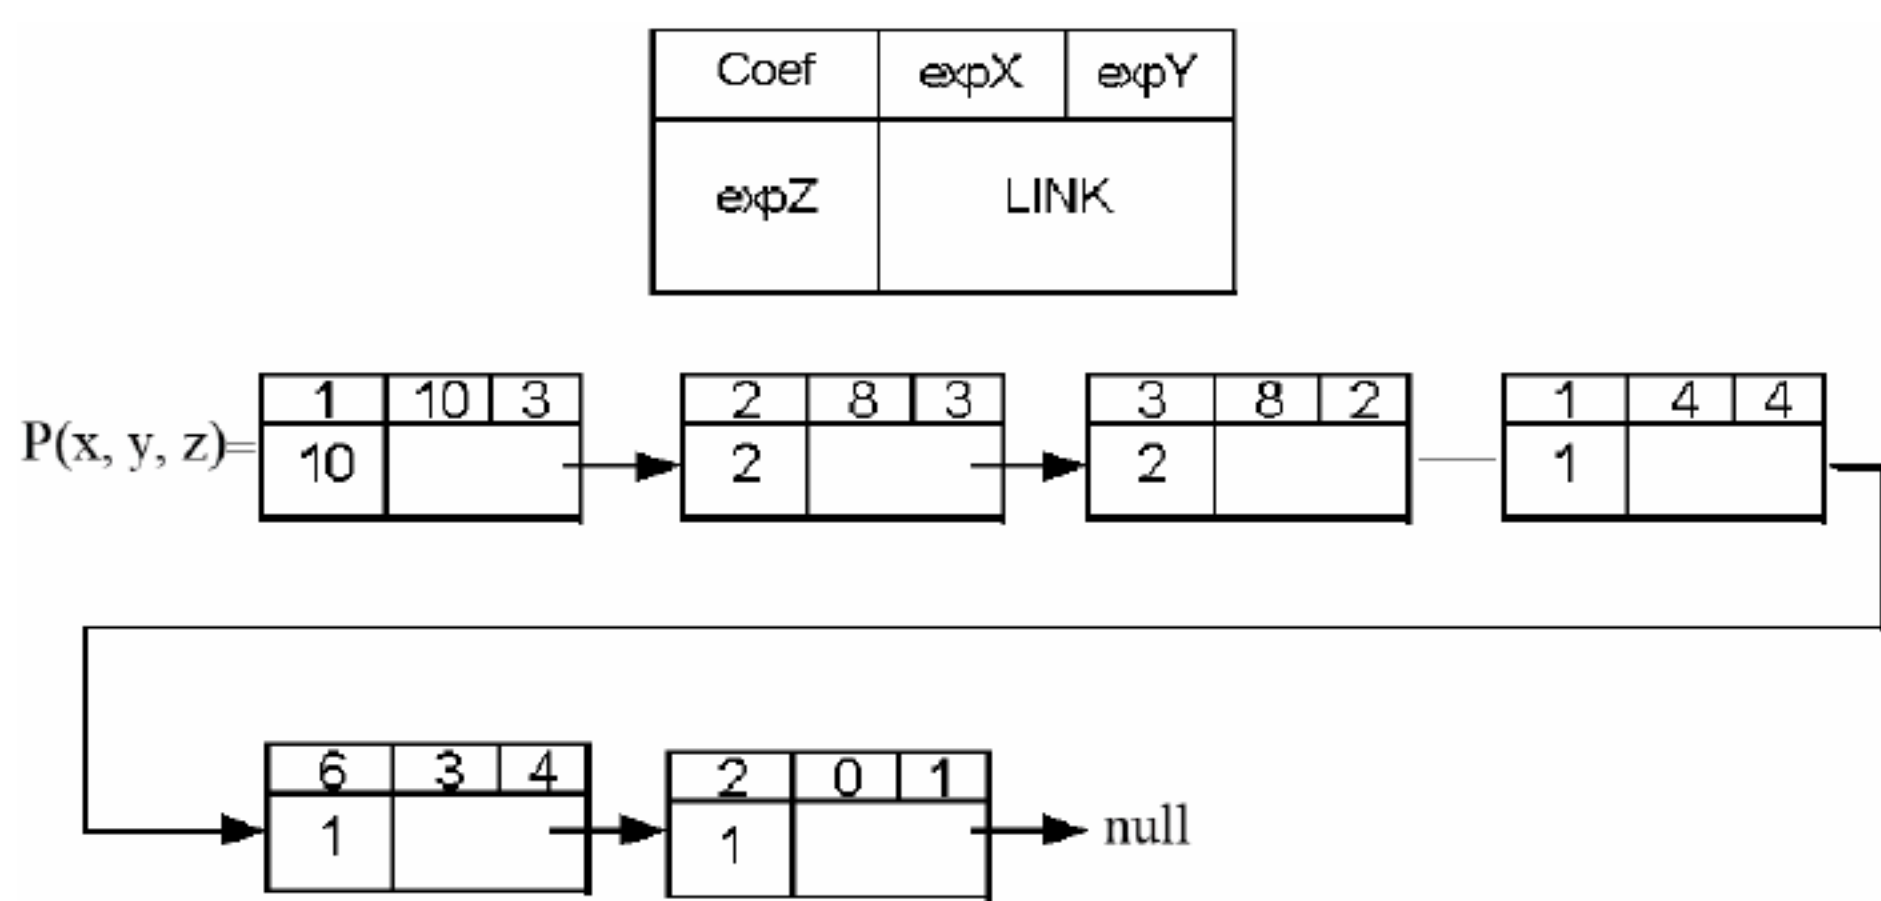 Coef expX expY
expZ LINK
1 10 3 2 8 3 3 8 2 1 4 4
P(x, y, z)= 10 2 2 1
6 3 4 2 0 1
1 1 null